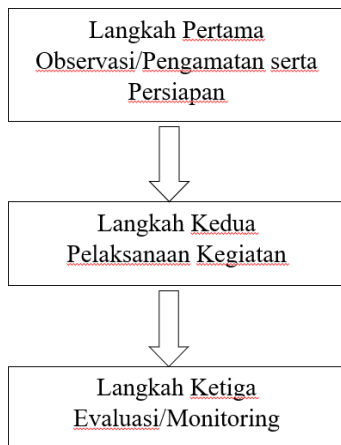 Langkah Pertama
Observasi/Pengamatan serta
Persiapan
Langkah Kedua
Pelaksanaan Kegiatan
Langkah Ketiga
Evaluasi/Monitoring